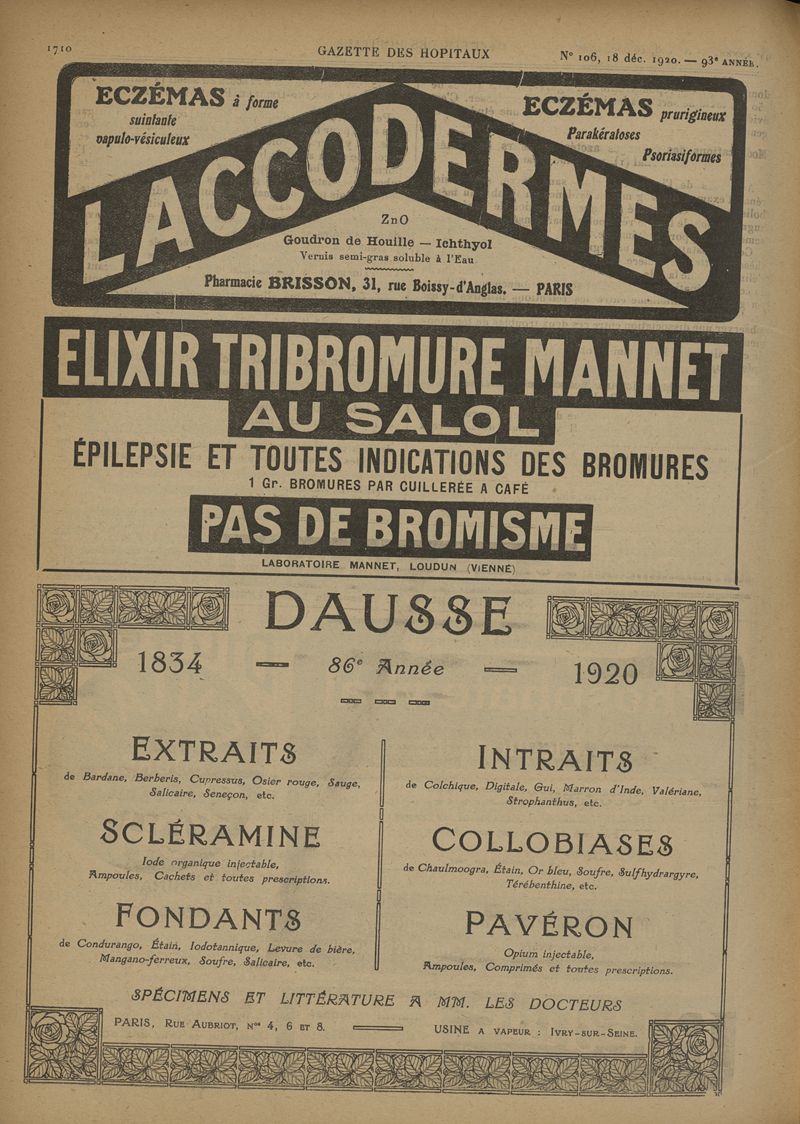 1710
GAZETTE DES HOPITAUX
N° 106, 18 déc. 1920. — 93e ANNÉE.
ECZÉMAS à forme
suintante
vapulo-vésiculeux
ECZÉMAS prurigineux
Parakératoses
Psoriasiformes
LACCODERMES
ZnO
Goudron de Houille — Ichthyol
Vernis semi-gras soluble à l'Eau
Pharmacie BRISSON, 31, rue Boissy-d'Anglas. — PARIS
ELIXIR TRIBROMURE MANNET
AU SALOL
ÉPILEPSIE ET TOUTES INDICATIONS DES BROMURES
1 Gr. BROMURES PAR CUILLERÉE A CAFÉ
PAS DE BROMISME
LABORATOIRE MANNET, LOUDUN (VIENNE)
DAUSSE
1834 — 86e Année — 1920
EXTRAITS
de Bardane, Berberis, Cupressus, Osier rouge, Sauge,
Salicaire, Seneçon, etc.
SCLÉRAMINE
Iode organique injectable,
Ampoules, Cachets et toutes prescriptions.
FONDANTS
de Condurango, Étain, Iodotannique, Levure de bière,
Mangano-ferreux, Soufre, Salicaire, etc.
INTRAITS
de Colchique, Digitale, Gui, Marron d'Inde, Valériane,
Strophanthus, etc.
COLLOBIASES
de Chaulmoogra, Étain, Or bleu, Soufre, Sulfhydrargyre,
Térébenthine, etc.
PAVÉRON
Opium injectable,
Ampoules, Comprimés et toutes prescriptions.
SPÉCIMENS ET LITTÉRATURE A MM. LES DOCTEURS
PARIS, RUE AUBRIOT, Nos 4, 6 ET 8. — USINE A VAPEUR : IVRY-SUR-SEINE.